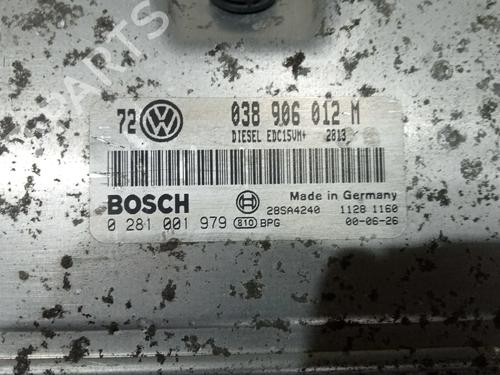 72 038 906 012 M
DIESEL EDC15VM+ 2813
BOSCH
Made in Germany
28SA4240 1128 1160
0 281 001 979 810 BPG 00-06-26